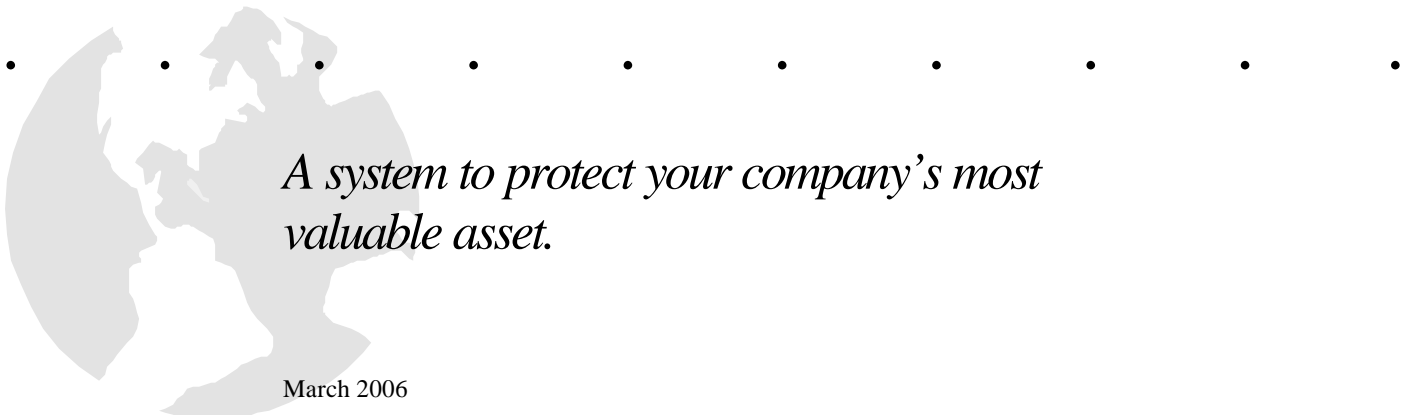 A system to protect your company’s most
valuable asset.
March 2006